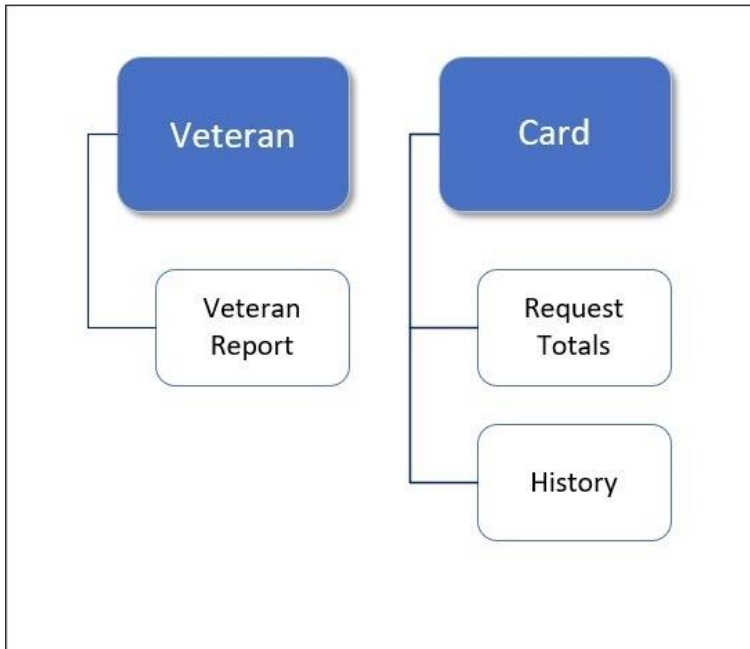 Veteran
Card
Veteran
Report
Request
Totals
History